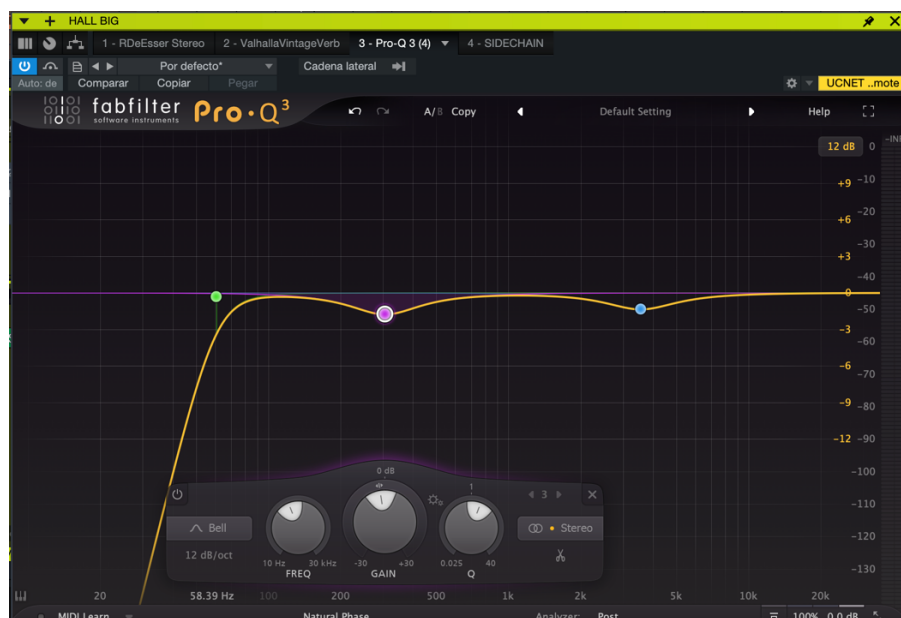 HALL BIG
1 - RDeEsser Stereo 2 - ValhallaVintageVerb 3 - Pro-Q 3 (4) 4 - SIDECHAIN
Por defecto* Cadena lateral
Auto: de Comparar Copiar Pegar UCNET ..mote
fabfilter Pro·Q³
software instruments
A/B Copy Default Setting Help
12 dB 0 -INF
+9 -10
+6 -20
+3 -30
-40
0 -50
-3 -60
-6 -70
-9 -80
-12 -90
-100
-110
-120
-130
0 dB
1 3
Bell Stereo
12 dB/oct
10 Hz 30 kHz -30 +30 0.025 40
FREQ GAIN Q
20 58.39 Hz 100 200 500 1k 2k 5k 10k 20k
MIDI Learn Natural Phase Analyzer: Post 100% 0.0 dB